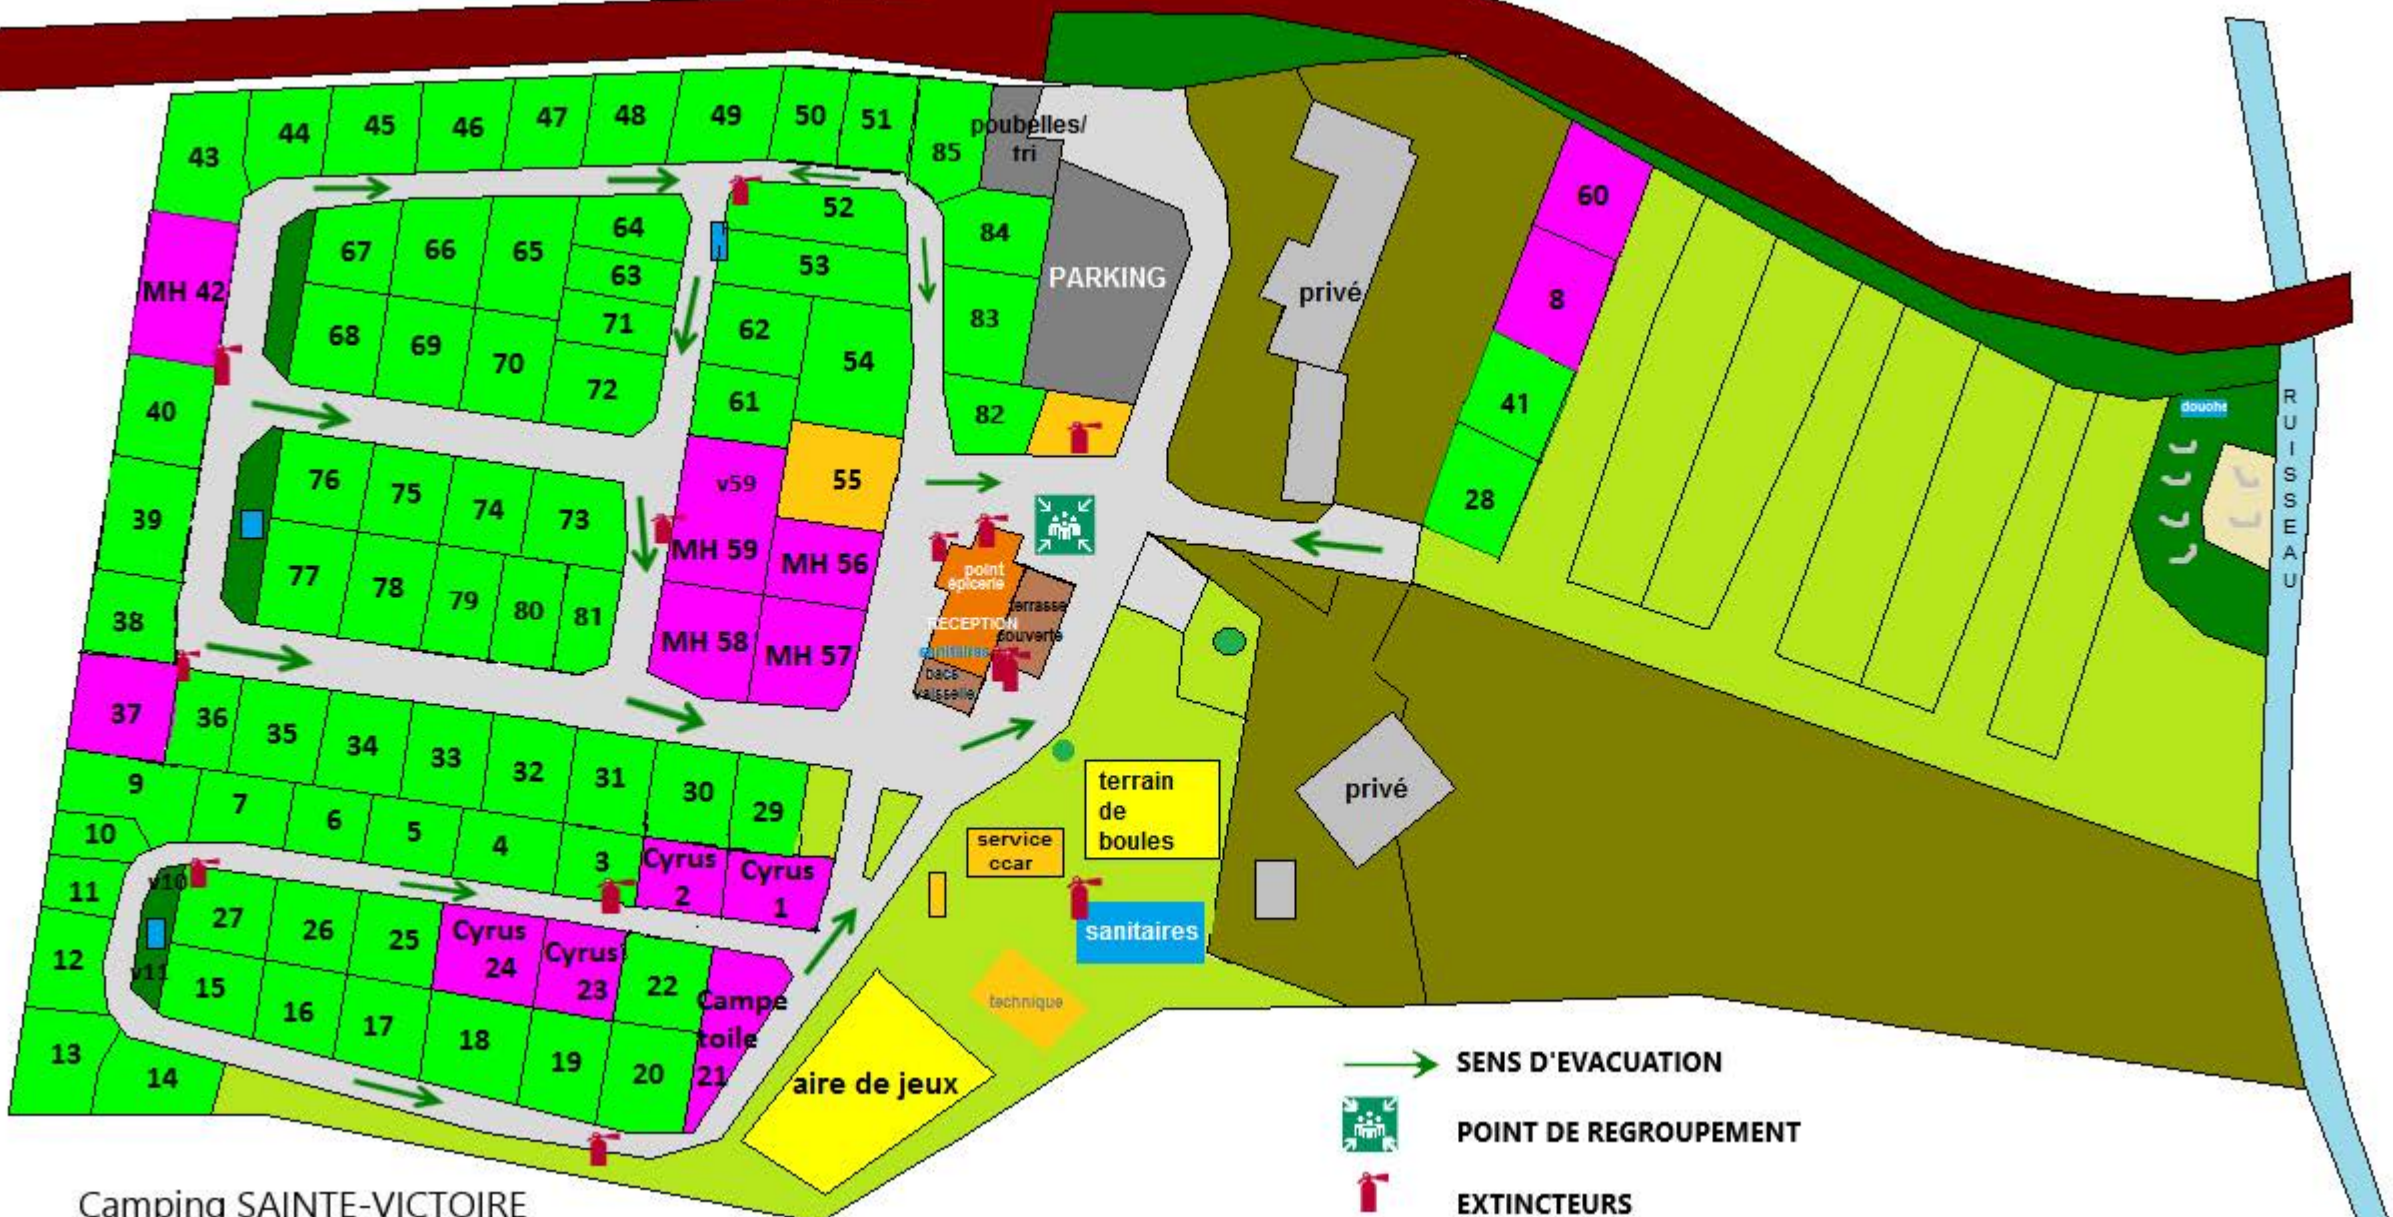 43
44
45
46
47
48
49
50
51
85
poubelles/
tri
MH 42
67
66
65
64
63
52
53
84
PARKING
privé
60
8
68
69
70
71
72
62
54
61
83
82
41
28
douche
RUISSEAU
40
39
38
76
75
74
73
77
78
79
80
81
v59
55
MH 59
MH 56
MH 58
MH 57
point
épicerie
RECEPTION
terrasse
couverte
sanitaires
bacs
vaisselle
37
36
35
34
33
32
31
30
29
9
7
6
5
4
3
10
11
12
13
14
v10
v11
Cyrus
2
Cyrus
1
27
26
25
Cyrus
24
Cyrus
23
22
15
16
17
18
19
20
Campe
toile
21
terrain
de
boules
service
ccar
privé
sanitaires
technique
aire de jeux
SENS D'EVACUATION
POINT DE REGROUPEMENT
EXTINCTEURS
Camping SAINTE-VICTOIRE